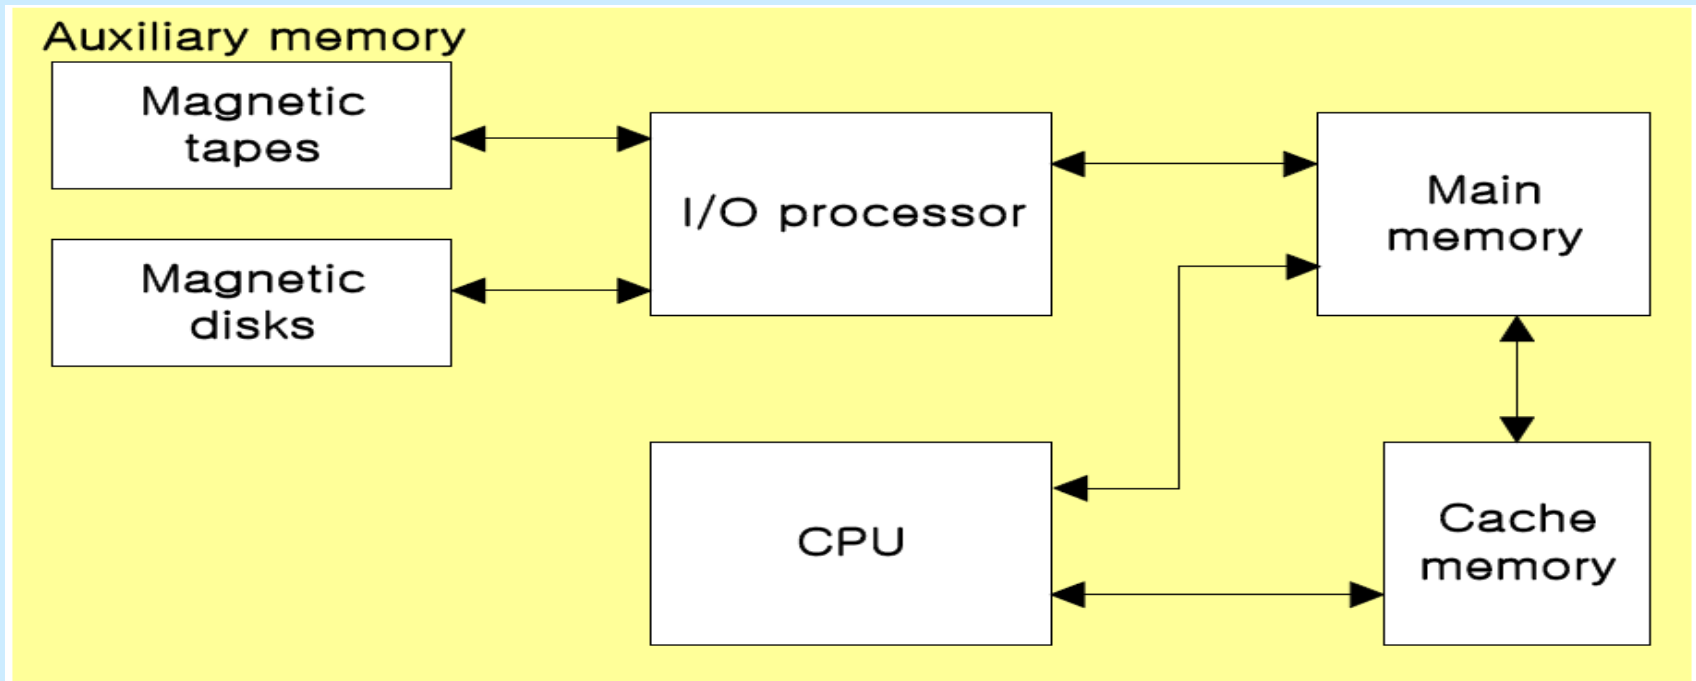 Auxiliary memory
Magnetic
tapes
I/O processor
Main
memory
Magnetic
disks
CPU
Cache
memory